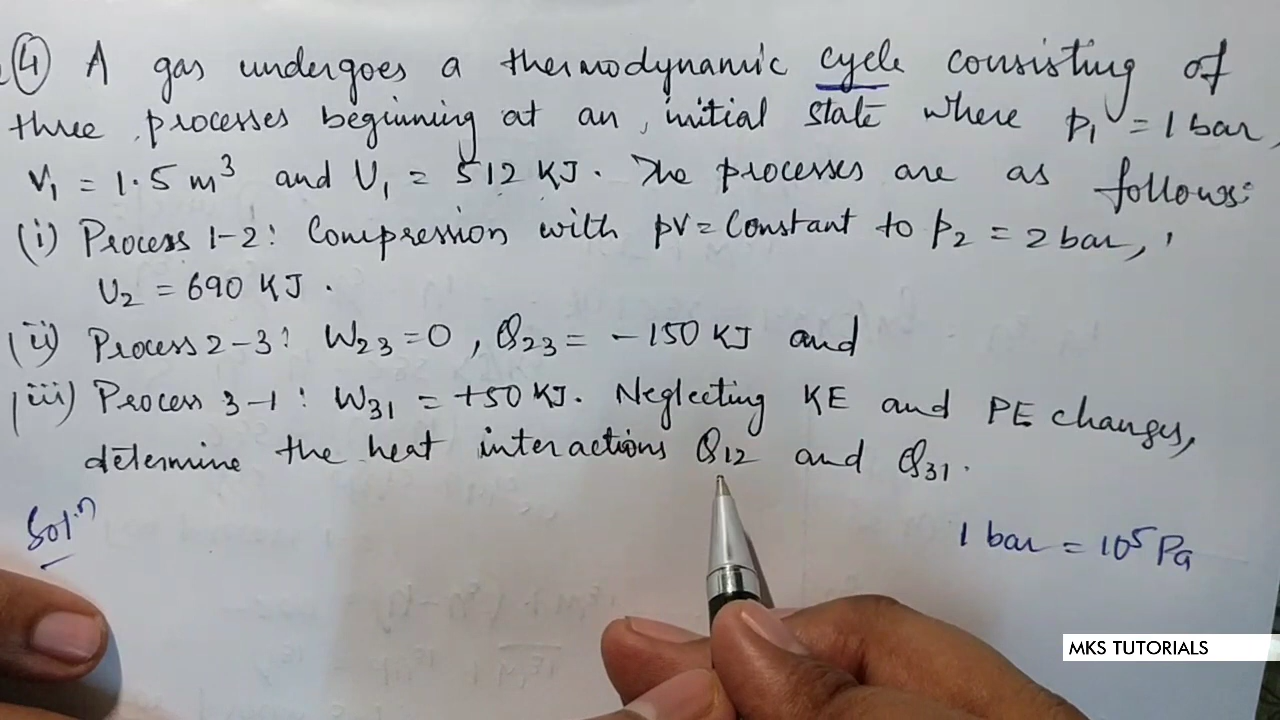 ④ A gas undergoes a thermodynamic cycle consisting of
three processes beginning at an initial state where p₁ = 1 bar,
V₁ = 1.5 m³ and U₁ = 512 KJ. The processes are as follows:
(i) Process 1-2: Compression with pv = Constant to p₂ = 2 bar,
U₂ = 690 KJ.
(ii) Process 2-3: W₂₃ = 0, Q₂₃ = -150 KJ and
(iii) Process 3-1: W₃₁ = +50 KJ. Neglecting KE and PE changes,
determine the heat interactions Q₁₂ and Q₃₁.
Sol.n
1 bar = 10⁵ Pa
MKS TUTORIALS